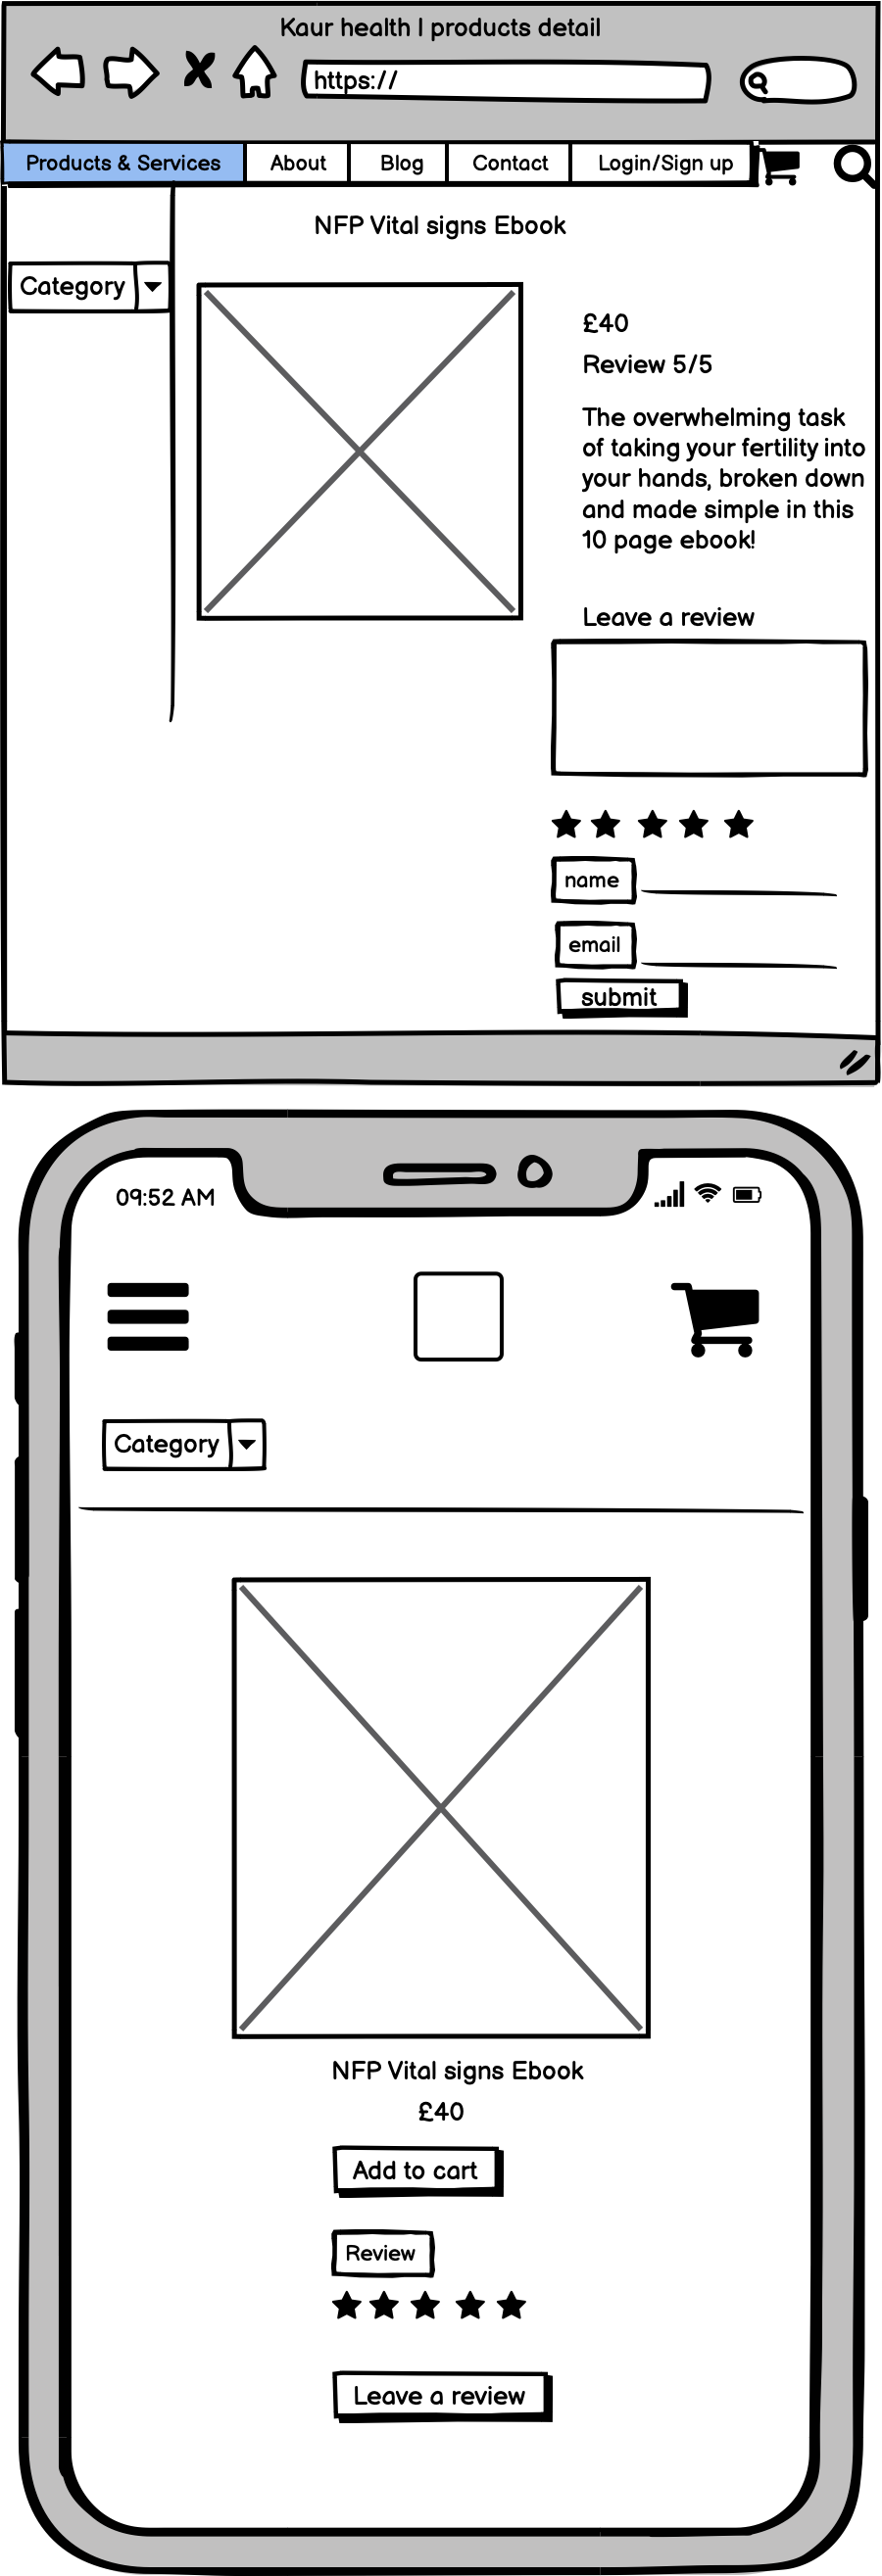 Kaur health | products detail
https://
Products & Services
About
Blog
Contact
Login/Sign up
NFP Vital signs Ebook
Category
£40
Review 5/5
The overwhelming task
of taking your fertility into
your hands, broken down
and made simple in this
10 page ebook!
Leave a review
name
email
submit
09:52 AM
Category
NFP Vital signs Ebook
£40
Add to cart
Review
Leave a review